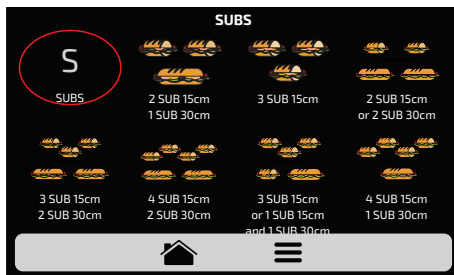 SUBS
S
SUBS
2 SUB 15cm
1 SUB 30cm
3 SUB 15cm
2 SUB 15cm
or 2 SUB 30cm
3 SUB 15cm
2 SUB 30cm
4 SUB 15cm
2 SUB 30cm
3 SUB 15cm
or 1 SUB 15cm
and 1 SUB 30cm
4 SUB 15cm
1 SUB 30cm